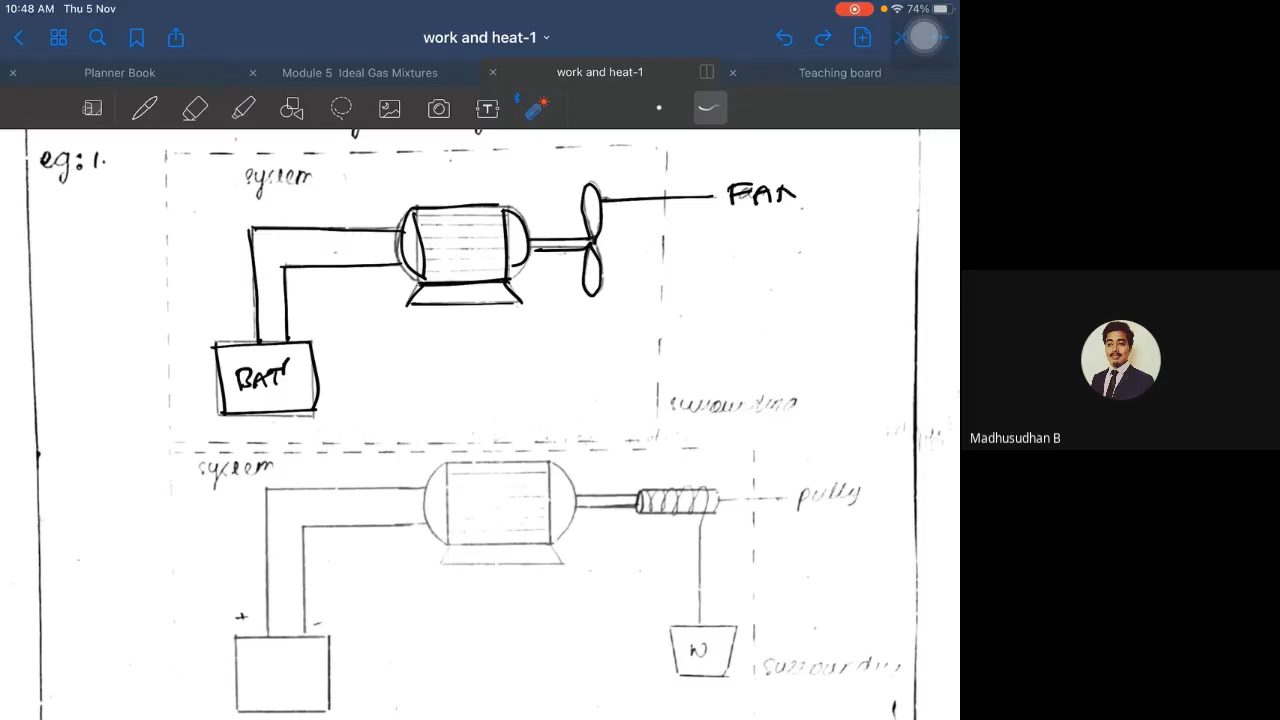 10:48 AM Thu 5 Nov
74%
work and heat-1
Planner Book
Module 5 Ideal Gas Mixtures
work and heat-1
Teaching board
T
eg: 1.
system
FAN
BAT
surrounding
system
pully
+
-
W
Madhusudhan B